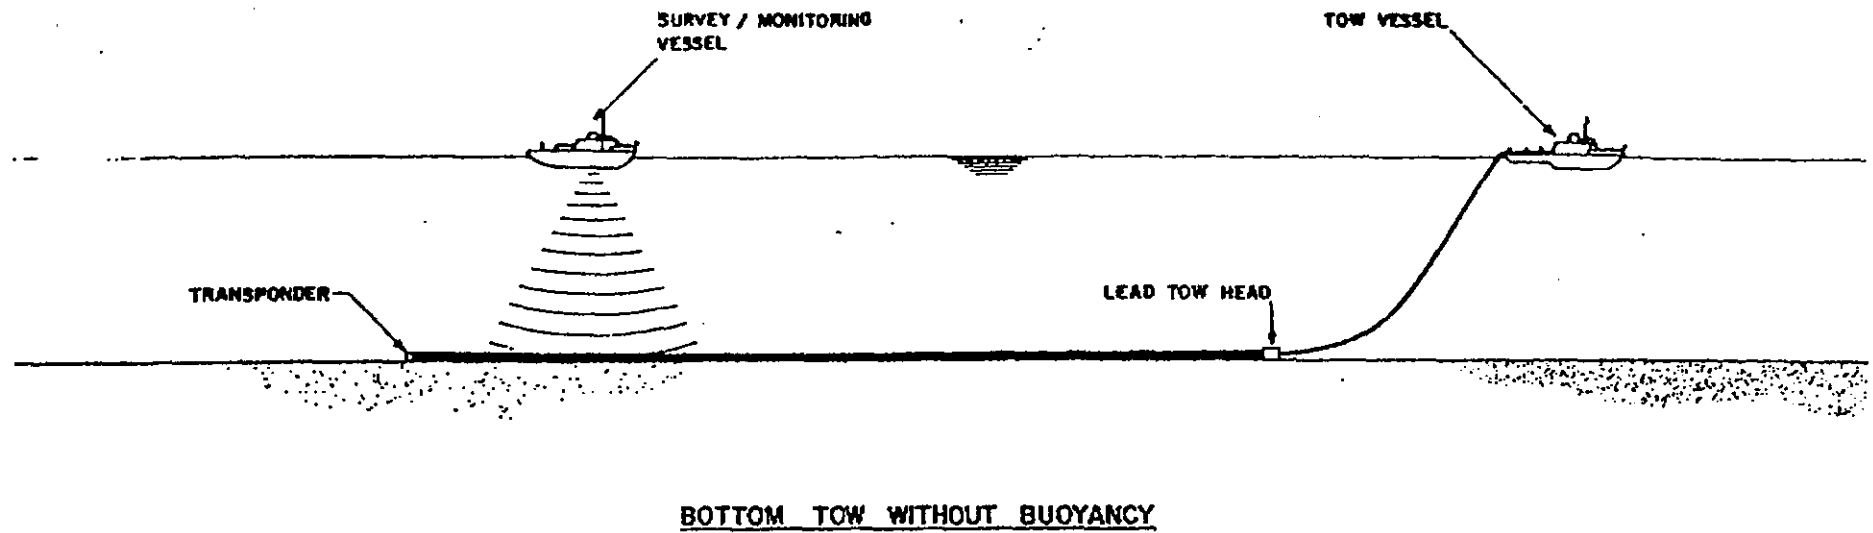 SURVEY / MONITORING
VESSEL
TOW VESSEL
TRANSPONDER
LEAD TOW HEAD
BOTTOM TOW WITHOUT BUOYANCY